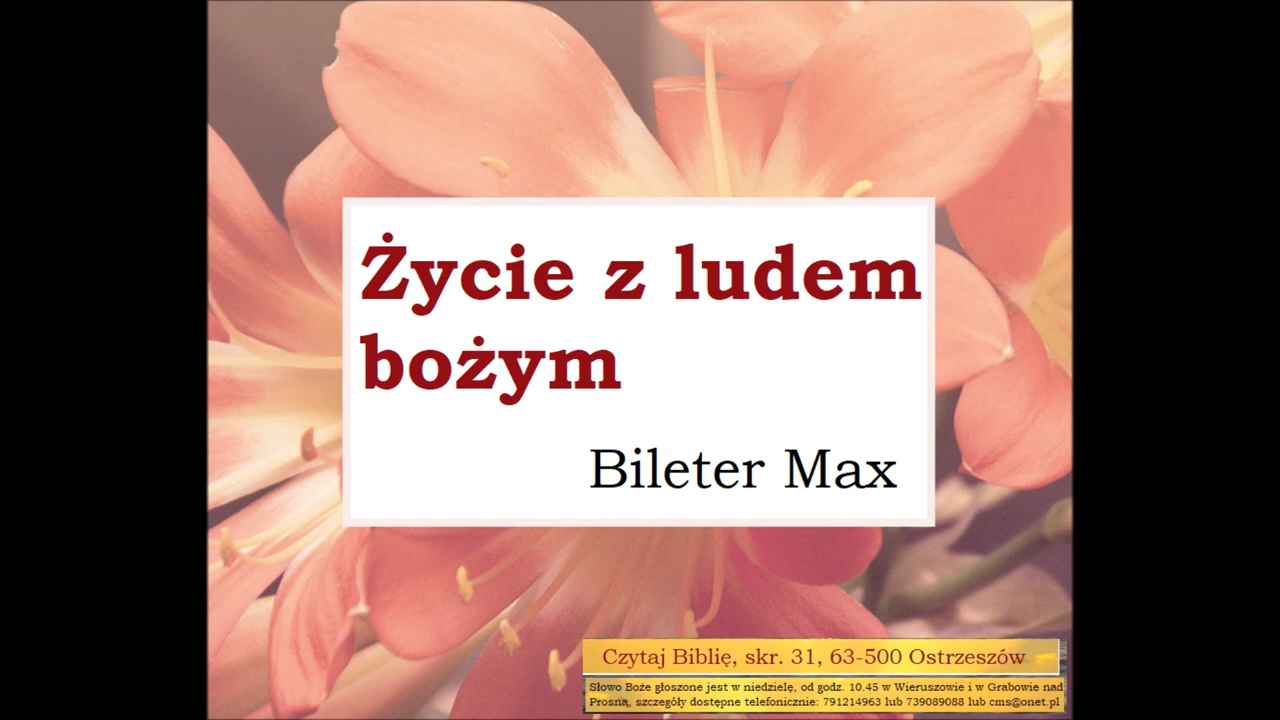 Życie z ludem
bożym
Bileter Max
Czytaj Biblię, skr. 31, 63-500 Ostrzeszów
Słowo Boże głoszone jest w niedzielę, od godz. 10.45 w Wieruszowie i w Grabowie nad
Prosną, szczegóły dostępne telefonicznie: 791214963 lub 739089088 lub cms@onet.pl